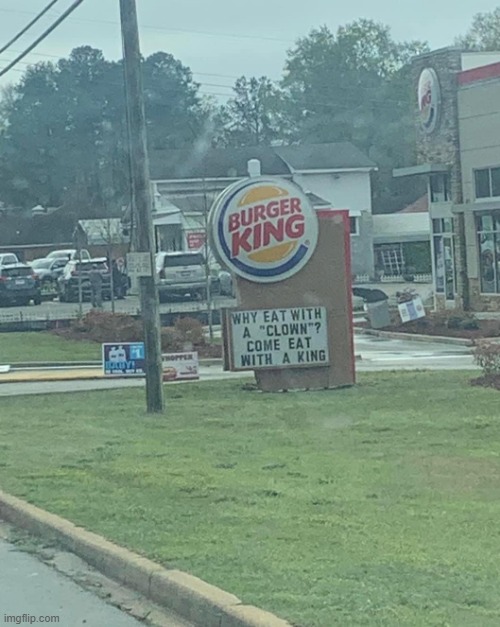 BURGER
KING
WHY EAT WITH
A "CLOWN"?
COME EAT
WITH A KING
WHOPPER
imgflip.com